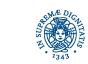 IN SUPREMÆ DIGNITATIS
· 1343 ·